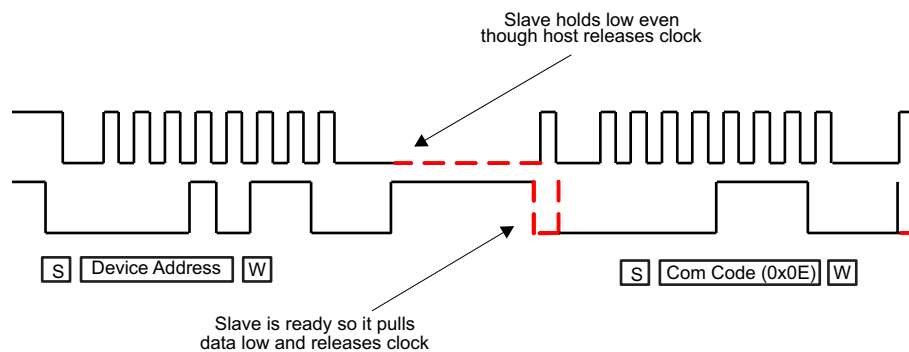 Slave holds low even
though host releases clock
S Device Address W
S Com Code (0x0E) W
Slave is ready so it pulls
data low and releases clock